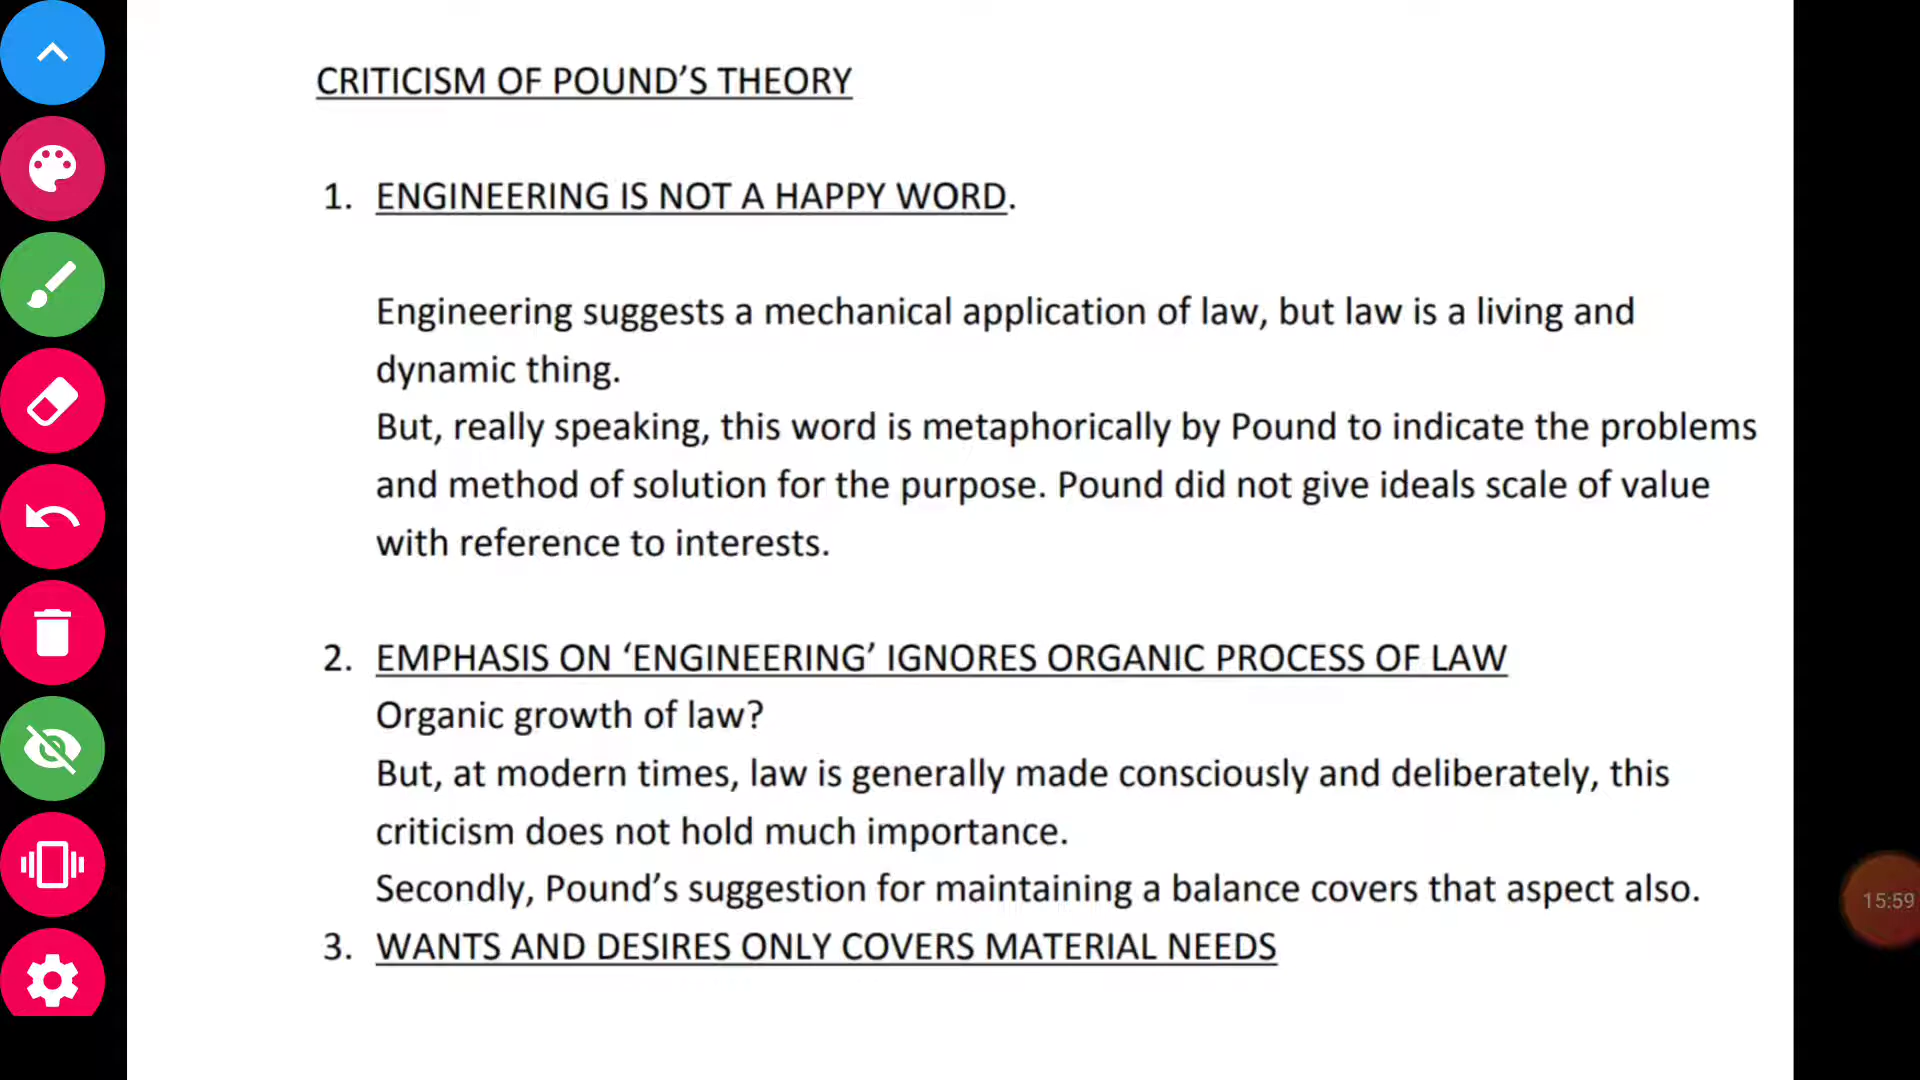 CRITICISM OF POUND’S THEORY
1. ENGINEERING IS NOT A HAPPY WORD.
Engineering suggests a mechanical application of law, but law is a living and
dynamic thing.
But, really speaking, this word is metaphorically by Pound to indicate the problems
and method of solution for the purpose. Pound did not give ideals scale of value
with reference to interests.
2. EMPHASIS ON ‘ENGINEERING’ IGNORES ORGANIC PROCESS OF LAW
Organic growth of law?
But, at modern times, law is generally made consciously and deliberately, this
criticism does not hold much importance.
Secondly, Pound’s suggestion for maintaining a balance covers that aspect also.
15:59
3. WANTS AND DESIRES ONLY COVERS MATERIAL NEEDS